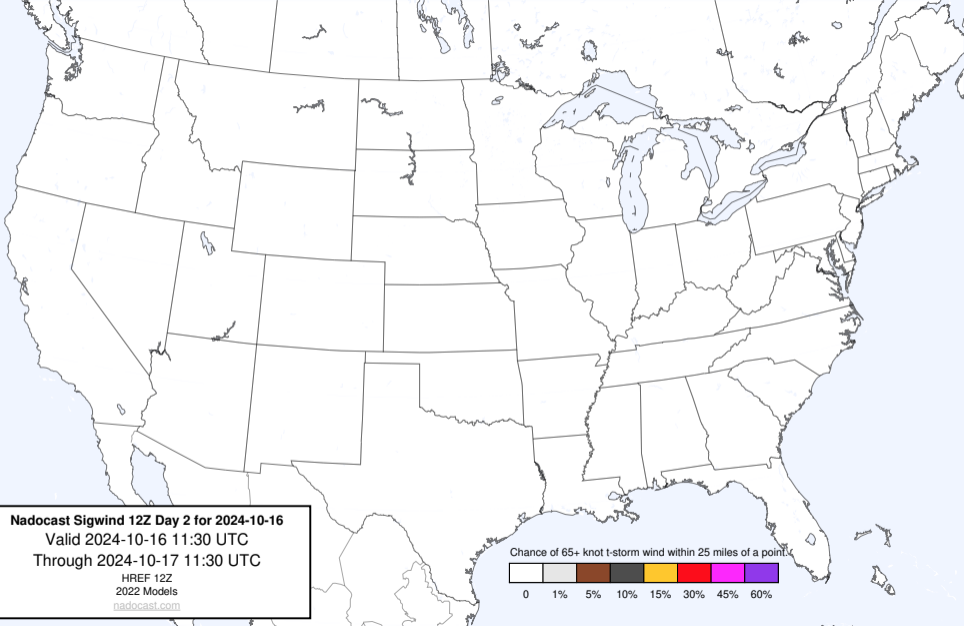 Nadocast Sigwind 12Z Day 2 for 2024-10-16
Valid 2024-10-16 11:30 UTC
Through 2024-10-17 11:30 UTC
HREF 12Z
2022 Models
nadocast.com
Chance of 65+ knot t-storm wind within 25 miles of a point.
0 1% 5% 10% 15% 30% 45% 60%